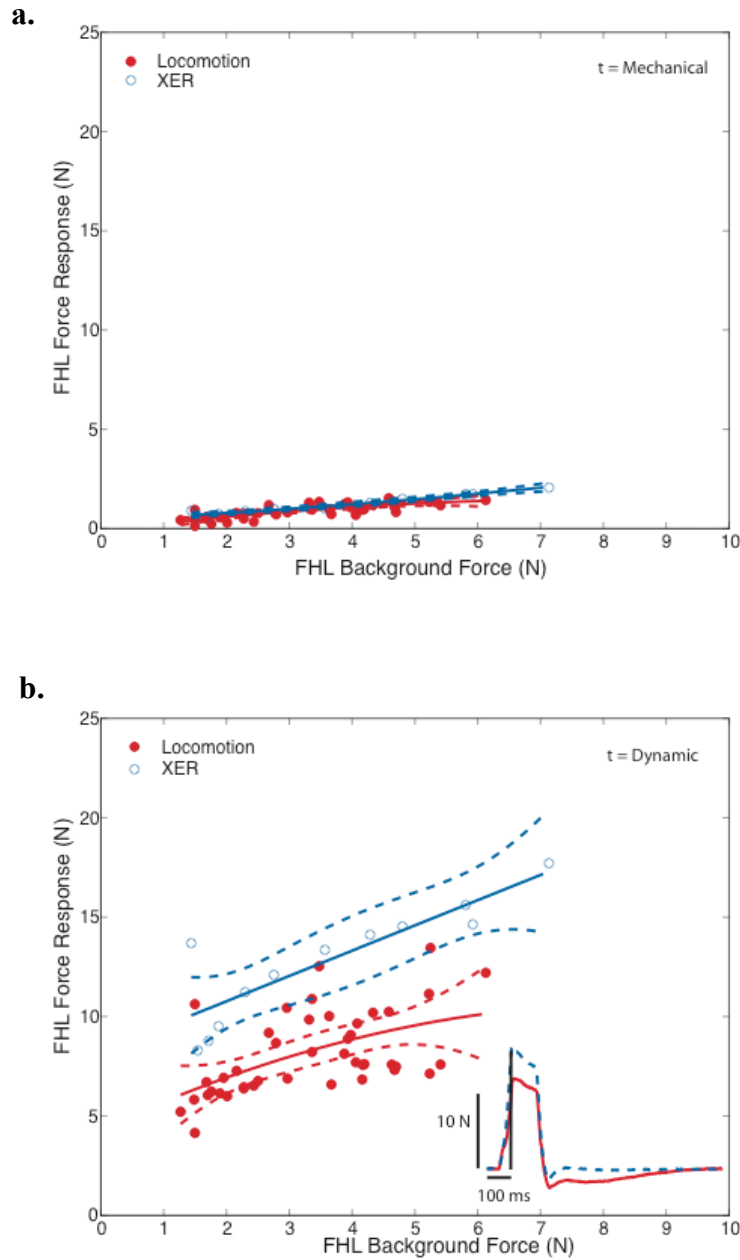 a.
25
Locomotion
XER
t = Mechanical
20
15
10
5
0
FHL Force Response (N)
0 1 2 3 4 5 6 7 8 9 10
FHL Background Force (N)
b.
25
Locomotion
XER
t = Dynamic
20
15
10
5
0
FHL Force Response (N)
10 N
100 ms
0 1 2 3 4 5 6 7 8 9 10
FHL Background Force (N)